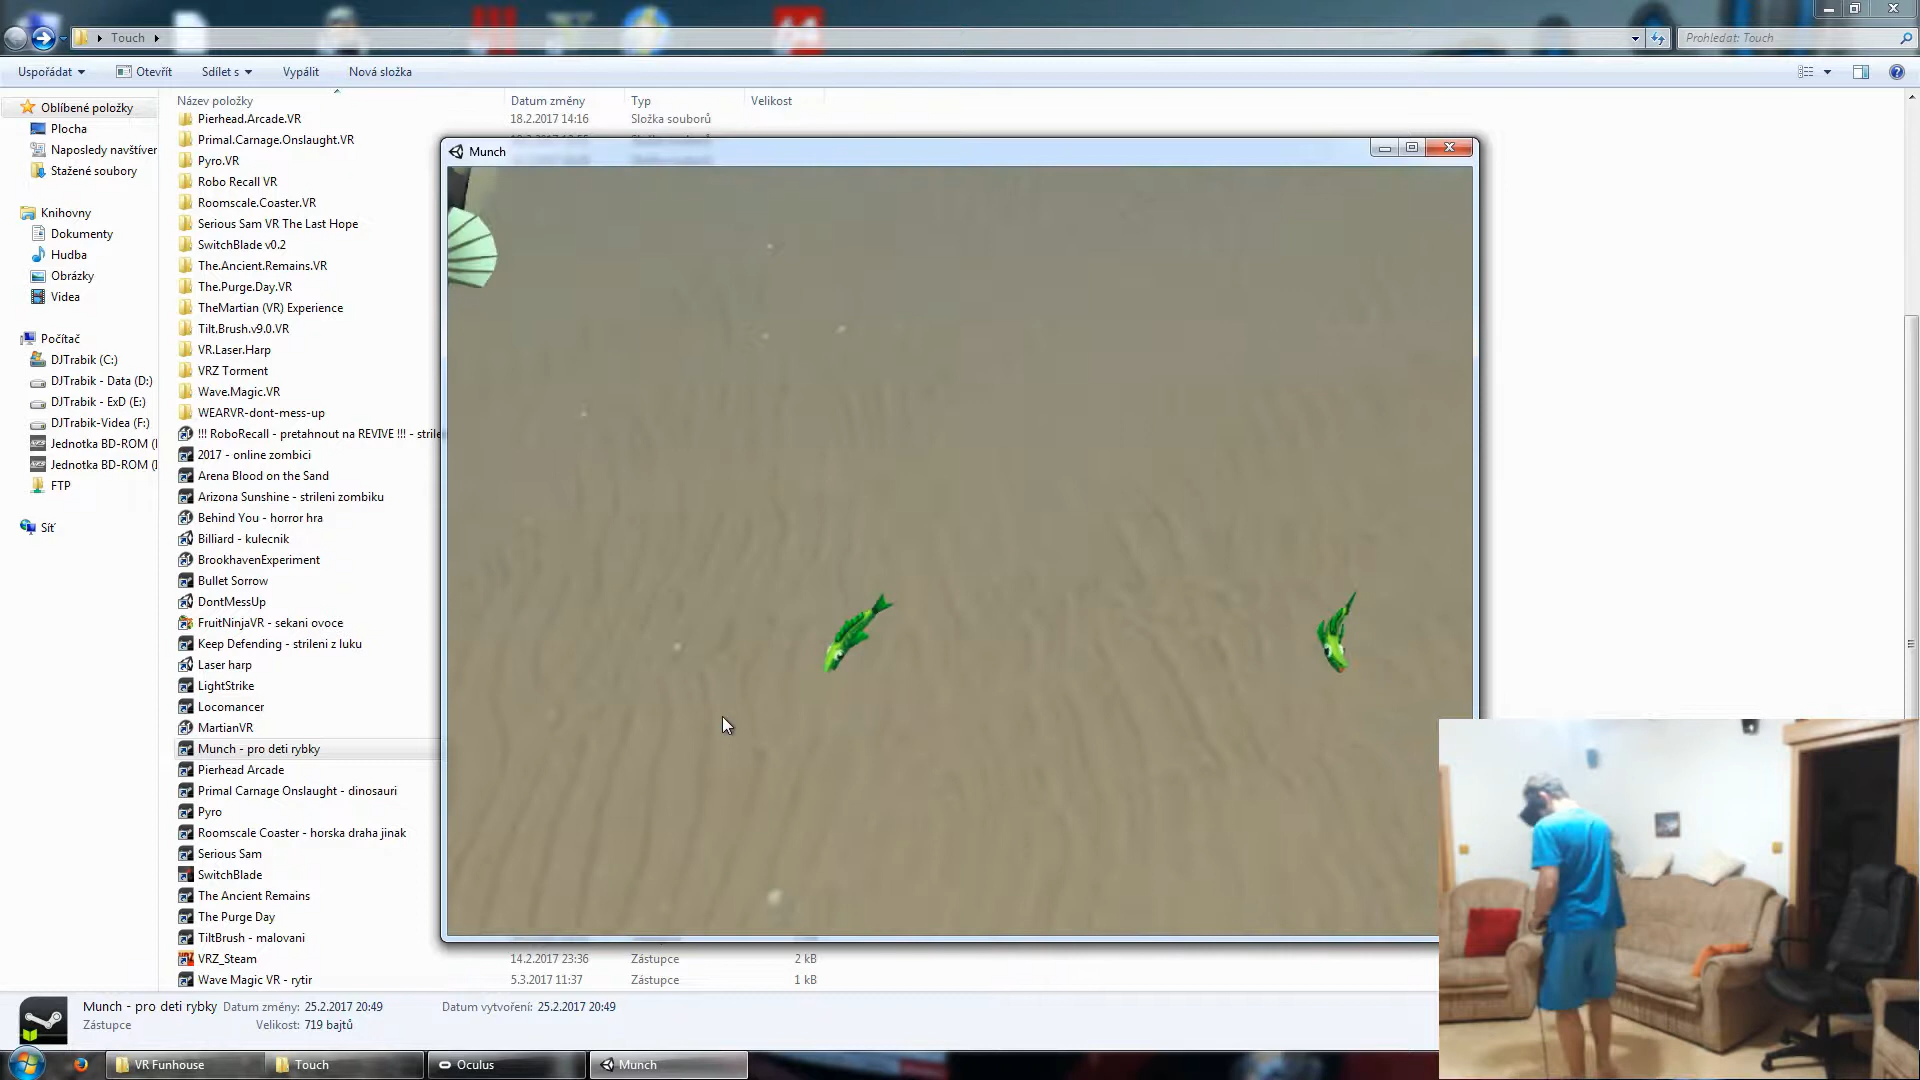 Touch
Prohledat: Touch
Uspořádat
Otevřít
Sdílet s
Vypálit
Nová složka
Oblíbené položky
Plocha
Naposledy navštíver
Stažené soubory
Knihovny
Dokumenty
Hudba
Obrázky
Videa
Počítač
DJTrabik (C:)
DJTrabik - Data (D:)
DJTrabik - ExD (E:)
DJTrabik-Videa (F:)
Jednotka BD-ROM (
Jednotka BD-ROM (
FTP
Síť
Název položky Datum změny Typ Velikost
Pierhead.Arcade.VR 18.2.2017 14:16 Složka souborů
Primal.Carnage.Onslaught.VR
Pyro.VR
Robo Recall VR
Roomscale.Coaster.VR
Serious Sam VR The Last Hope
SwitchBlade v0.2
The.Ancient.Remains.VR
The.Purge.Day.VR
TheMartian (VR) Experience
Tilt.Brush.v9.0.VR
VR.Laser.Harp
VRZ Torment
Wave.Magic.VR
WEARVR-dont-mess-up
!!! RoboRecall - pretahnout na REVIVE !!! - strile
2017 - online zombici
Arena Blood on the Sand
Arizona Sunshine - strileni zombiku
Behind You - horror hra
Billiard - kulecnik
BrookhavenExperiment
Bullet Sorrow
DontMessUp
FruitNinjaVR - sekani ovoce
Keep Defending - strileni z luku
Laser harp
LightStrike
Locomancer
MartianVR
Munch - pro deti rybky
Pierhead Arcade
Primal Carnage Onslaught - dinosauri
Pyro
Roomscale Coaster - horska draha jinak
Serious Sam
SwitchBlade
The Ancient Remains
The Purge Day
TiltBrush - malovani
VRZ_Steam 14.2.2017 23:36 Zástupce 2 kB
Wave Magic VR - rytir 5.3.2017 11:37 Zástupce 1 kB
Munch
Munch - pro deti rybky Datum změny: 25.2.2017 20:49 Datum vytvoření: 25.2.2017 20:49
Zástupce Velikost: 719 bajtů
VR Funhouse
Touch
Oculus
Munch